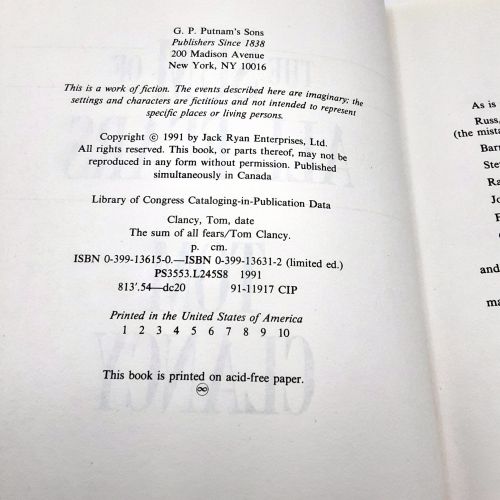 G. P. Putnam's Sons
Publishers Since 1838
200 Madison Avenue
New York, NY 10016
This is a work of fiction. The events described here are imaginary; the
settings and characters are fictitious and not intended to represent
specific places or living persons.
Copyright © 1991 by Jack Ryan Enterprises, Ltd.
All rights reserved. This book, or parts thereof, may not be
reproduced in any form without permission. Published
simultaneously in Canada
Library of Congress Cataloging-in-Publication Data
Clancy, Tom, date
The sum of all fears/Tom Clancy.
p. cm.
ISBN 0-399-13615-0.—ISBN 0-399-13631-2 (limited ed.)
PS3553.L245S8 1991
813'.54—dc20 91-11917 CIP
Printed in the United States of America
1 2 3 4 5 6 7 8 9 10
This book is printed on acid-free paper.
∞
As is
Russ,
(the mista
Bar
Ste
Ra
Jo
and
ma